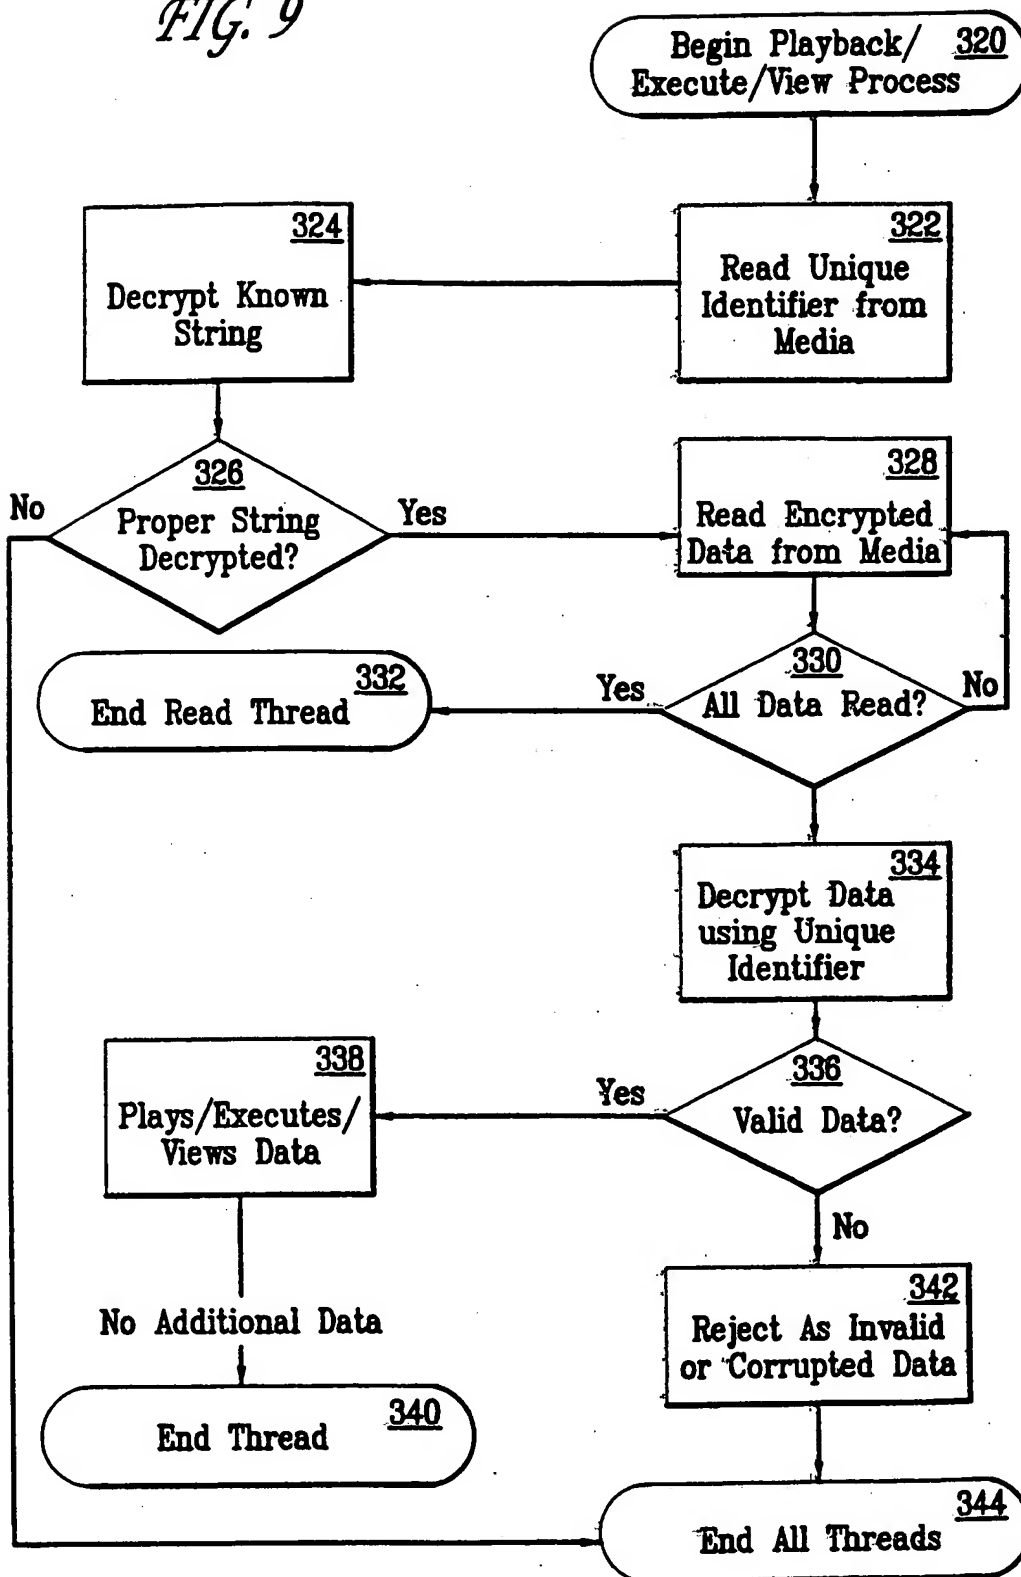 FIG. 9
Begin Playback/ 320
Execute/View Process
324
Decrypt Known
String
322
Read Unique
Identifier from
Media
326
Proper String
Decrypted?
No
Yes
328
Read Encrypted
Data from Media
332
End Read Thread
Yes
330
All Data Read?
No
334
Decrypt Data
using Unique
Identifier
338
Plays/Executes/
Views Data
Yes
336
Valid Data?
No
No Additional Data
342
Reject As Invalid
or Corrupted Data
340
End Thread
344
End All Threads